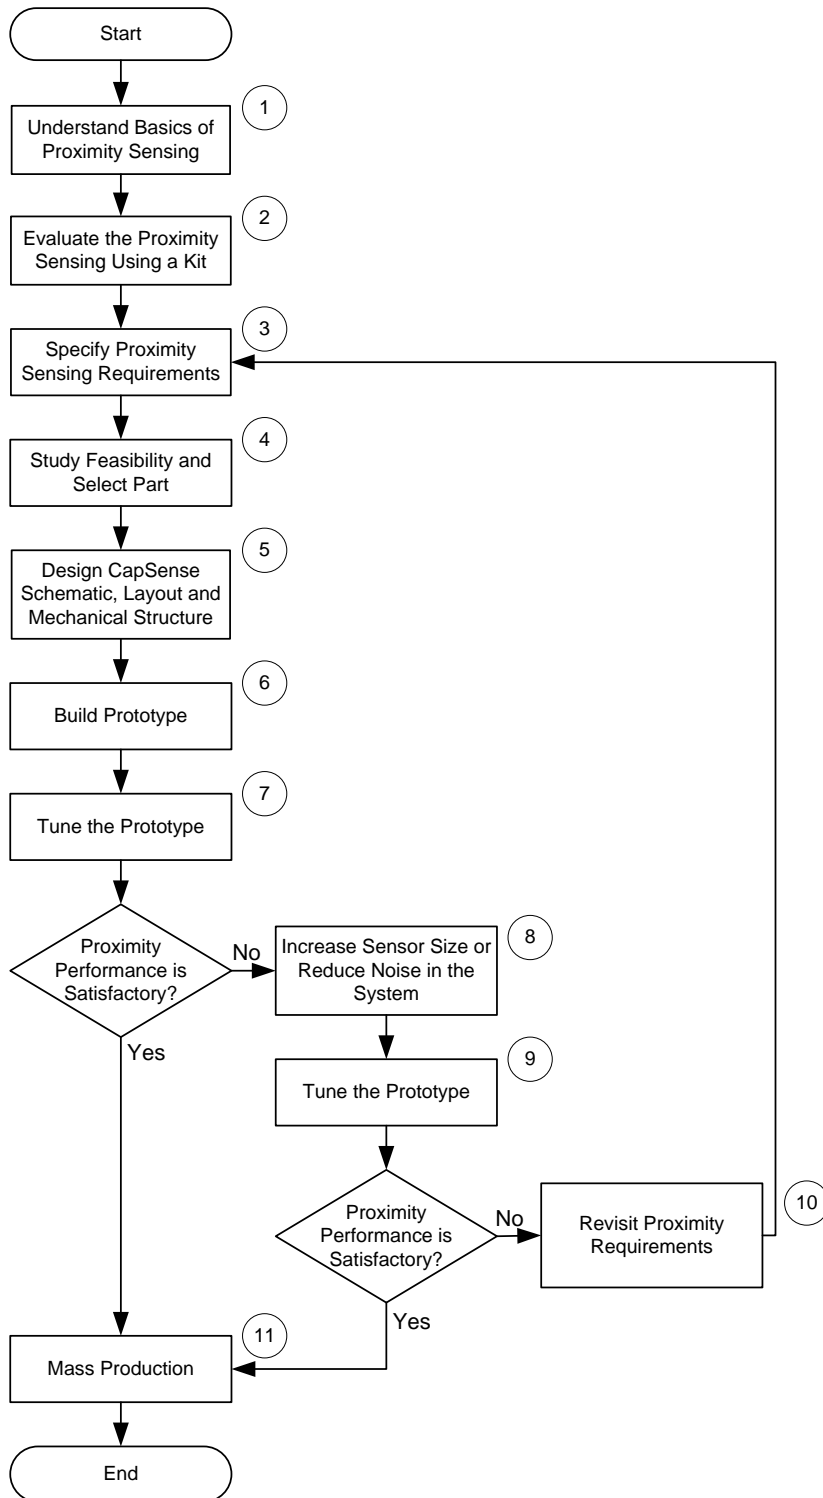 Start
1
Understand Basics of
Proximity Sensing
2
Evaluate the Proximity
Sensing Using a Kit
3
Specify Proximity
Sensing Requirements
4
Study Feasibility and
Select Part
5
Design CapSense
Schematic, Layout and
Mechanical Structure
6
Build Prototype
7
Tune the Prototype
Proximity
Performance is
Satisfactory?
No
Yes
8
Increase Sensor Size or
Reduce Noise in the
System
9
Tune the Prototype
Proximity
Performance is
Satisfactory?
No
Yes
10
Revisit Proximity
Requirements
11
Mass Production
End